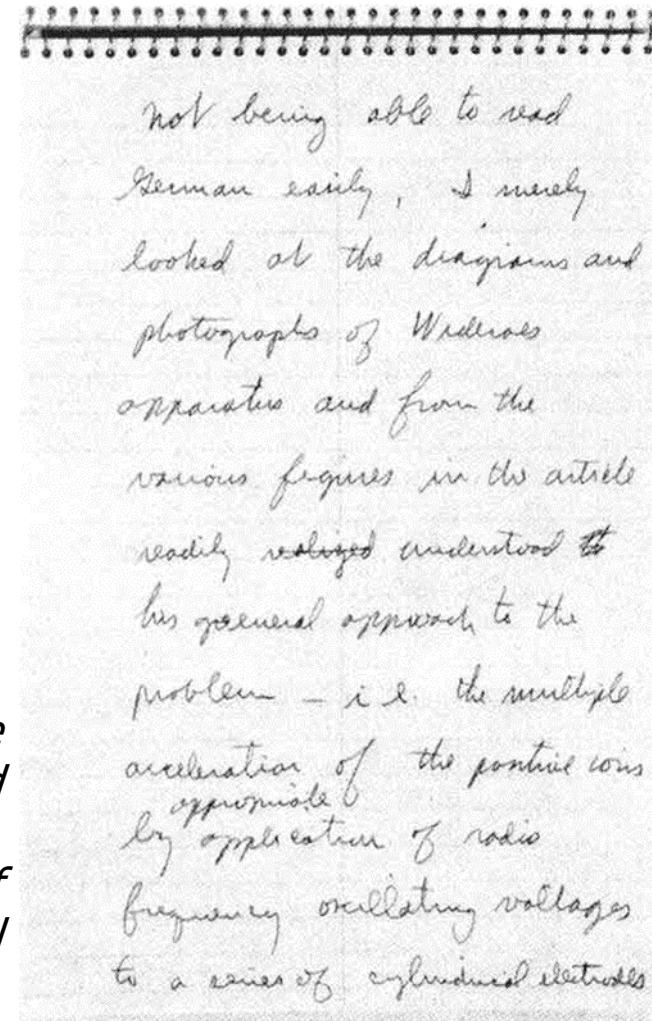 not being able to read
German easily, I merely
looked at the diagrams and
photographs of Wideroes
apparatus and from the
various figures in the article
readily realized understood
his general approach to the
problem – i e. the multiple
acceleration of the positive ions
appropriate
by application of radio
frequency oscillating voltages
to a series of cylindrical electrodes